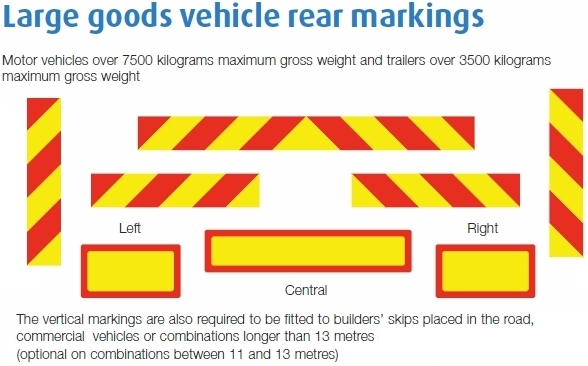 Large goods vehicle rear markings
Motor vehicles over 7500 kilograms maximum gross weight and trailers over 3500 kilograms
maximum gross weight
Left
Right
Central
The vertical markings are also required to be fitted to builders’ skips placed in the road,
commercial vehicles or combinations longer than 13 metres
(optional on combinations between 11 and 13 metres)